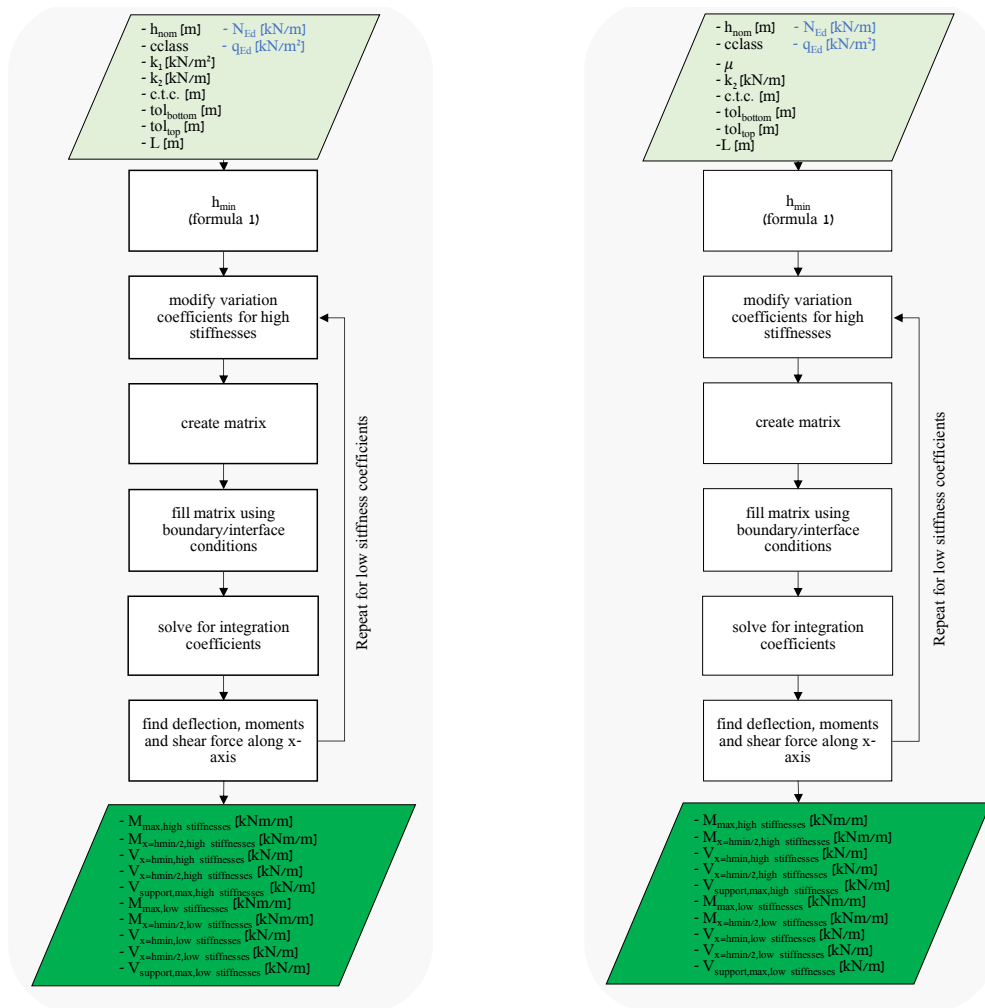 - h_nom [m] - N_Ed [kN/m]
- cclass - q_Ed [kN/m²]
- k₁ [kN/m²]
- k₂ [kN/m]
- c.t.c. [m]
- tol_bottom [m]
- tol_top [m]
- L [m]
h_min
(formula 1)
modify variation
coefficients for high
stiffnesses
create matrix
fill matrix using
boundary/interface
conditions
solve for integration
coefficients
find deflection, moments
and shear force along x-
axis
Repeat for low stiffness coefficients
- M_max,high stiffnesses [kNm/m]
- M_x=hmin/2,high stiffnesses [kNm/m]
- V_x=hmin,high stiffnesses [kN/m]
- V_x=hmin/2,high stiffnesses [kN/m]
- V_support,max,high stiffnesses [kN/m]
- M_max,low stiffnesses [kNm/m]
- M_x=hmin/2,low stiffnesses [kNm/m]
- V_x=hmin,low stiffnesses [kN/m]
- V_x=hmin/2,low stiffnesses [kN/m]
- V_support,max,low stiffnesses [kN/m]
- h_nom [m] - N_Ed [kN/m]
- cclass - q_Ed [kN/m²]
- μ
- k₂ [kN/m]
- c.t.c. [m]
- tol_bottom [m]
- tol_top [m]
-L [m]
h_min
(formula 1)
modify variation
coefficients for high
stiffnesses
create matrix
fill matrix using
boundary/interface
conditions
solve for integration
coefficients
find deflection, moments
and shear force along x-
axis
Repeat for low stiffness coefficients
- M_max,high stiffnesses [kNm/m]
- M_x=hmin/2,high stiffnesses [kNm/m]
- V_x=hmin,high stiffnesses [kN/m]
- V_x=hmin/2,high stiffnesses [kN/m]
- V_support,max,high stiffnesses [kN/m]
- M_max,low stiffnesses [kNm/m]
- M_x=hmin/2,low stiffnesses [kNm/m]
- V_x=hmin,low stiffnesses [kN/m]
- V_x=hmin/2,low stiffnesses [kN/m]
- V_support,max,low stiffnesses [kN/m]